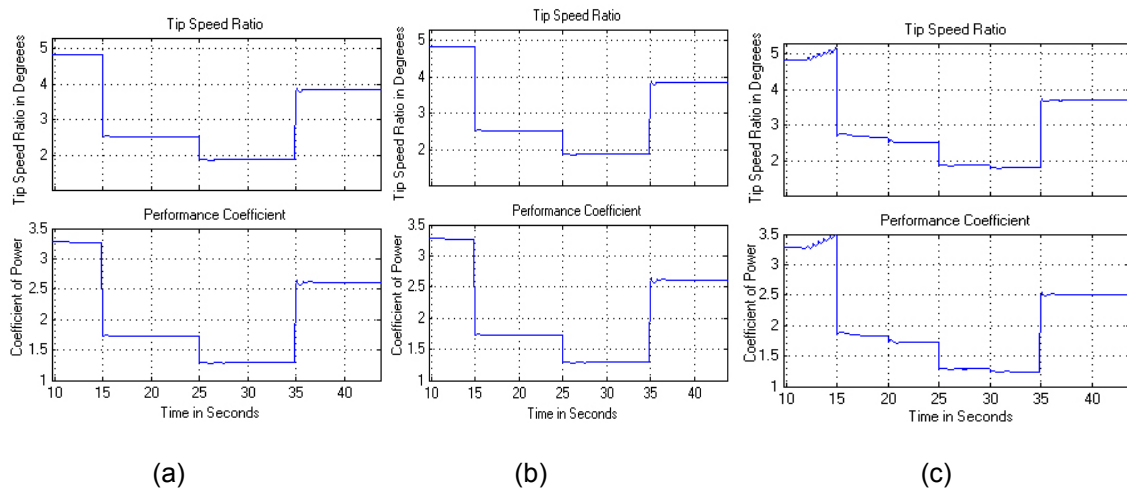 Tip Speed Ratio
Tip Speed Ratio in Degreees
5
4
3
2
Performance Coefficient
Coefficient of Power
3.5
3
2.5
2
1.5
1
10 15 20 25 30 35 40
Time in Seconds
(a)
Tip Speed Ratio
Tip Speed Ratio in Degreees
5
4
3
2
Performance Coefficient
Coefficient of Power
3.5
3
2.5
2
1.5
1
10 15 20 25 30 35 40
Time in Seconds
(b)
Tip Speed Ratio
Tip Speed Ratio in Degreees
5
4
3
2
Performance Coefficient
Coefficient of Power
3.5
3
2.5
2
1.5
1
10 15 20 25 30 35 40
Time in Seconds
(c)